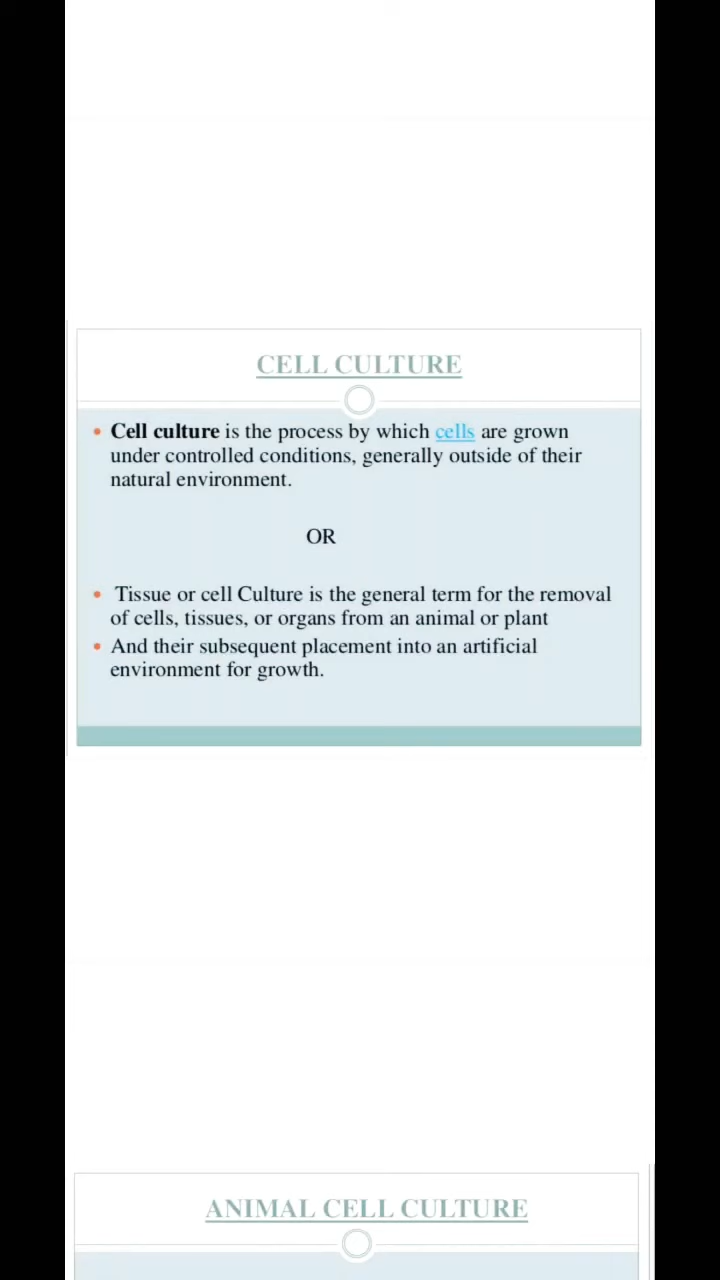 CELL CULTURE
• Cell culture is the process by which cells are grown
under controlled conditions, generally outside of their
natural environment.
OR
• Tissue or cell Culture is the general term for the removal
of cells, tissues, or organs from an animal or plant
• And their subsequent placement into an artificial
environment for growth.
ANIMAL CELL CULTURE